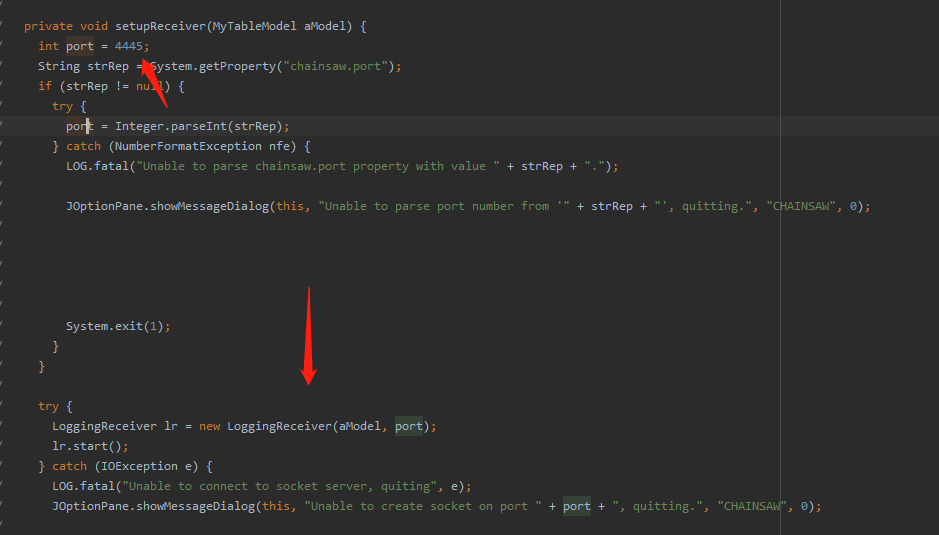 private void setupReceiver(MyTableModel aModel) {
int port = 4445;
String strRep = System.getProperty("chainsaw.port");
if (strRep != null) {
try {
port = Integer.parseInt(strRep);
} catch (NumberFormatException nfe) {
LOG.fatal("Unable to parse chainsaw.port property with value " + strRep + ".");
JOptionPane.showMessageDialog(this, "Unable to parse port number from '" + strRep + "', quitting.", "CHAINSAW", 0);
System.exit(1);
}
}
try {
LoggingReceiver lr = new LoggingReceiver(aModel, port);
lr.start();
} catch (IOException e) {
LOG.fatal("Unable to connect to socket server, quiting", e);
JOptionPane.showMessageDialog(this, "Unable to create socket on port " + port + ", quitting.", "CHAINSAW", 0);